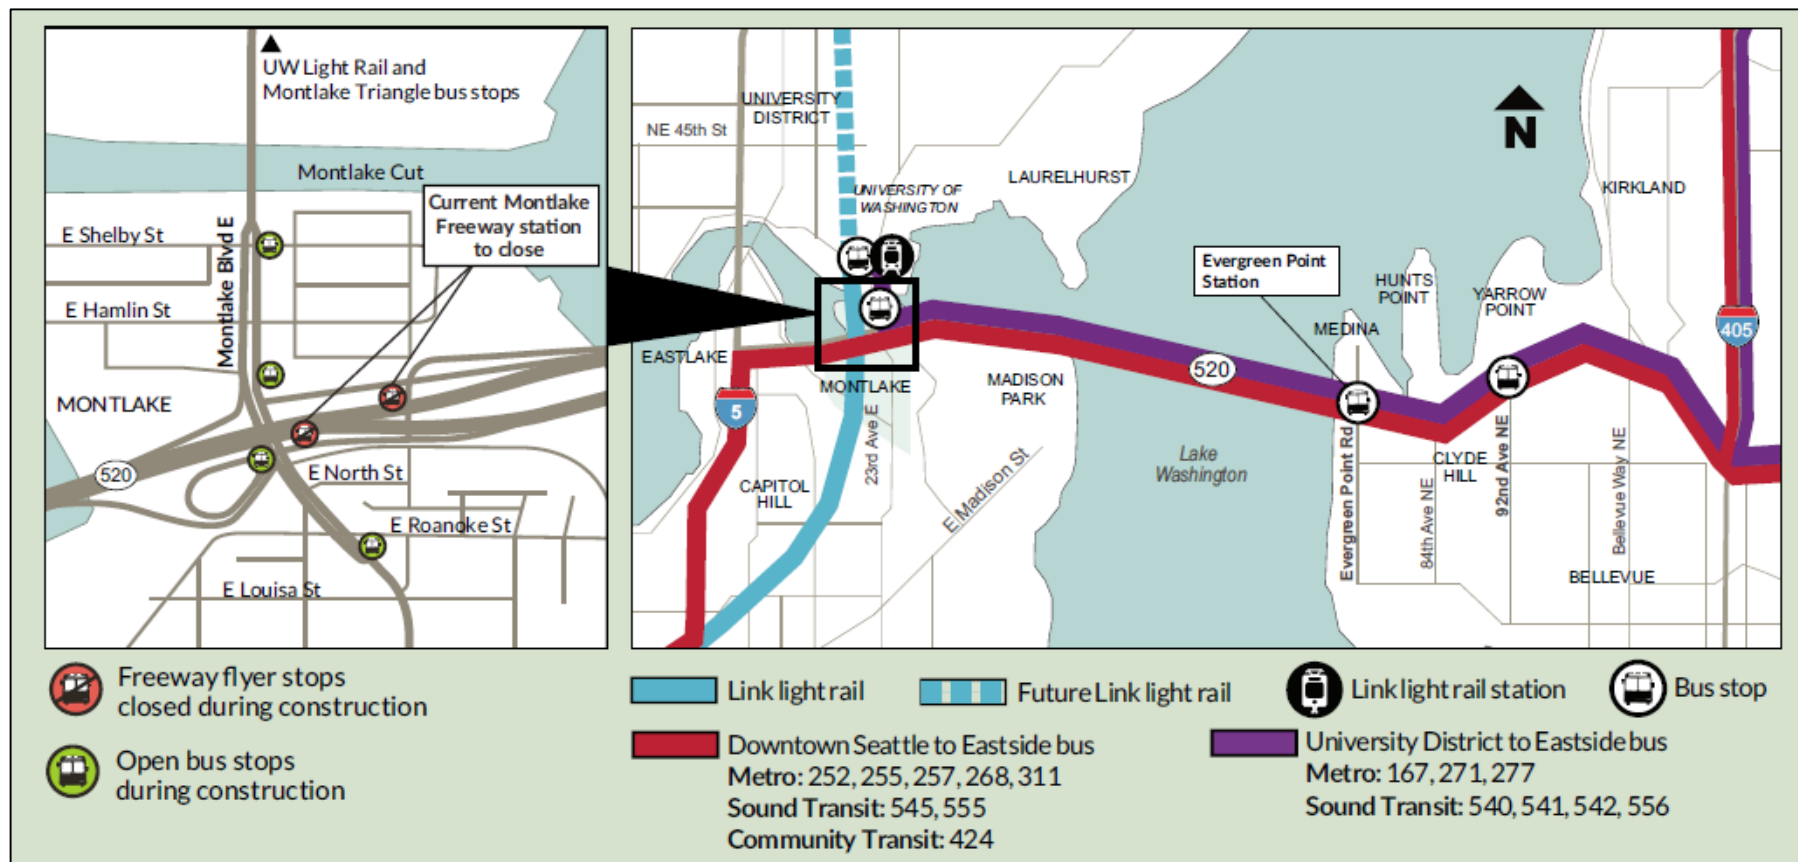 UW Light Rail and
Montlake Triangle bus stops
Montlake Cut
Current Montlake
Freeway station
to close
E Shelby St
Montlake Blvd E
E Hamlin St
MONTLAKE
520
E North St
E Roanoke St
E Louisa St
UNIVERSITY
DISTRICT
NE 45th St
UNIVERSITY OF
WASHINGTON
LAURELHURST
N
KIRKLAND
Evergreen Point
Station
HUNTS
POINT
YARROW
POINT
MEDINA
405
EASTLAKE
MONTLAKE
MADISON
PARK
520
5
23rd Ave E
E Madison St
CAPITOL
HILL
Lake
Washington
Evergreen Point Rd
84th Ave NE
CLYDE
HILL
92nd Ave NE
Bellevue Way NE
BELLEVUE
Freeway flyer stops
closed during construction
Open bus stops
during construction
Link light rail
Future Link light rail
Link light rail station
Bus stop
Downtown Seattle to Eastside bus
Metro: 252, 255, 257, 268, 311
Sound Transit: 545, 555
Community Transit: 424
University District to Eastside bus
Metro: 167, 271, 277
Sound Transit: 540, 541, 542, 556